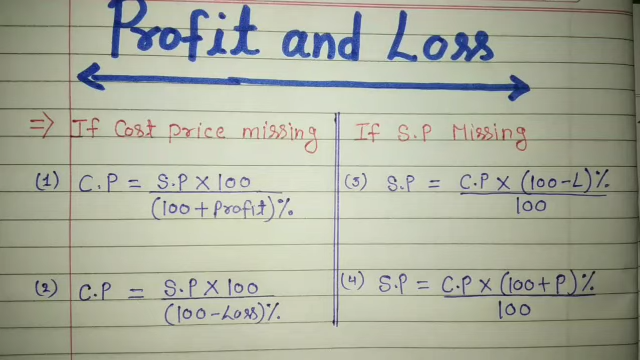 Profit and Loss
⇒ If Cost price missing
(1) C.P = S.P X 100
(100 + Profit)%
(2) C.P = S.P X 100
(100 - Loss)%.
If S.P Missing
(3) S.P = C.P X (100-L)%
100
(4) S.P = C.P X (100+P)%
100